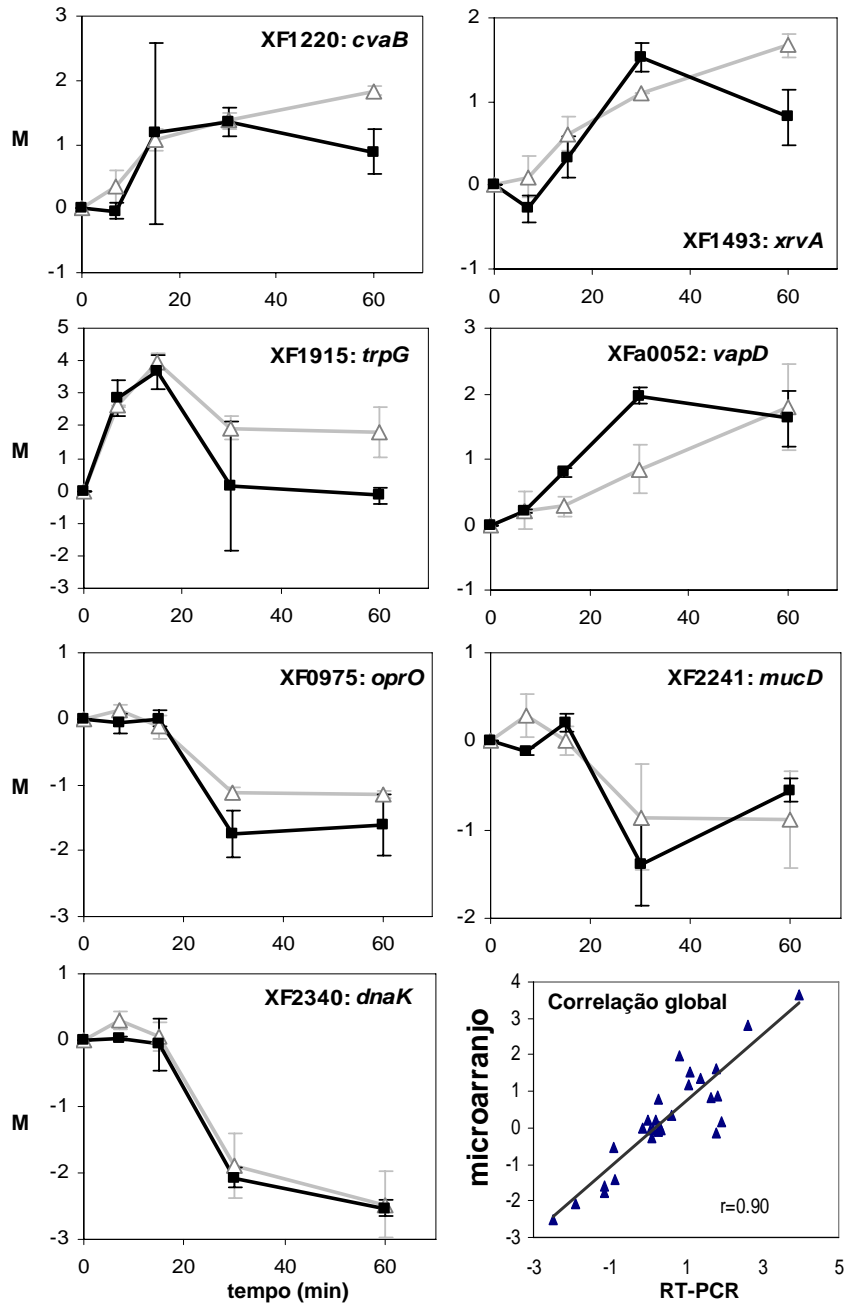 XF1220: cvaB
M
3
2
1
0
-1
0 20 40 60
XF1493: xrvA
2
1
0
-1
0 20 40 60
XF1915: trpG
M
5
4
3
2
1
0
-1
-2
-3
0 20 40 60
XFa0052: vapD
3
2
1
0
-1
0 20 40 60
XF0975: oprO
M
1
0
-1
-2
-3
0 20 40 60
XF2241: mucD
1
0
-1
-2
0 20 40 60
XF2340: dnaK
M
1
0
-1
-2
-3
0 20 40 60
tempo (min)
Correlação global
microarranjo
4
3
2
1
0
-1
-2
-3
r=0.90
-3 -1 1 3 5
RT-PCR